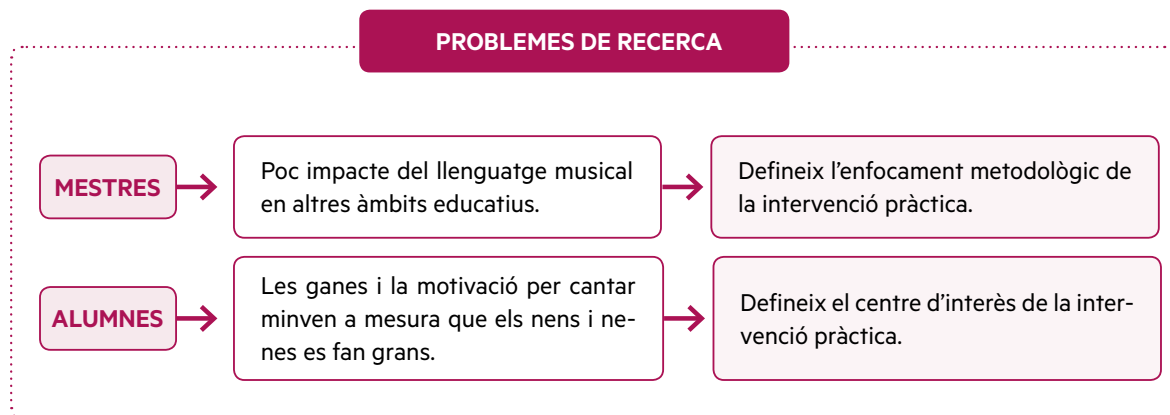 PROBLEMES DE RECERCA
MESTRES
Poc impacte del llenguatge musical
en altres àmbits educatius.
Defineix l’enfocament metodològic de
la intervenció pràctica.
ALUMNES
Les ganes i la motivació per cantar
minven a mesura que els nens i ne-
nes es fan grans.
Defineix el centre d’interès de la inter-
venció pràctica.